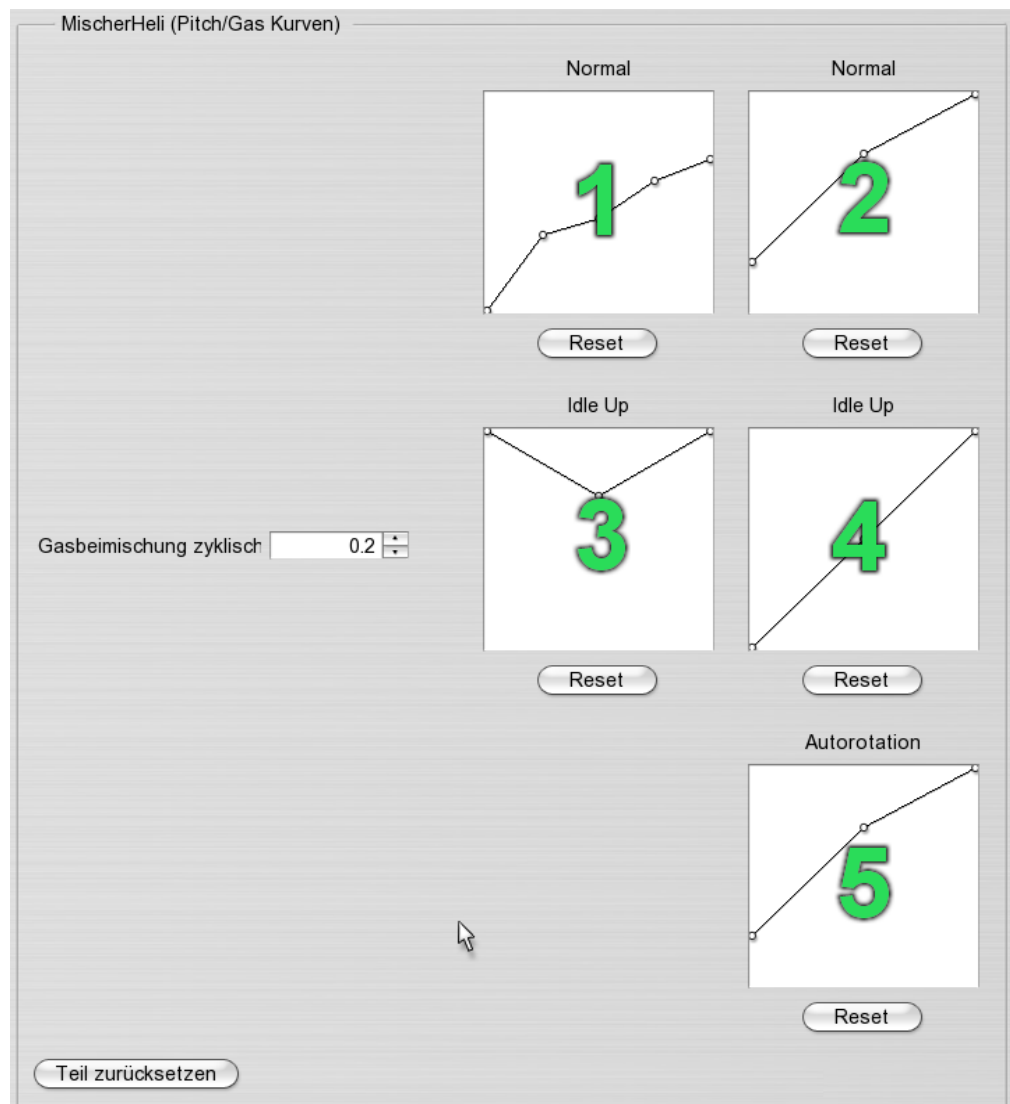 MischerHeli (Pitch/Gas Kurven)
Normal
Normal
1
2
Reset
Reset
Idle Up
Idle Up
3
4
Gasbeimischung zyklisch
0.2
Reset
Reset
Autorotation
5
Reset
Teil zurücksetzen